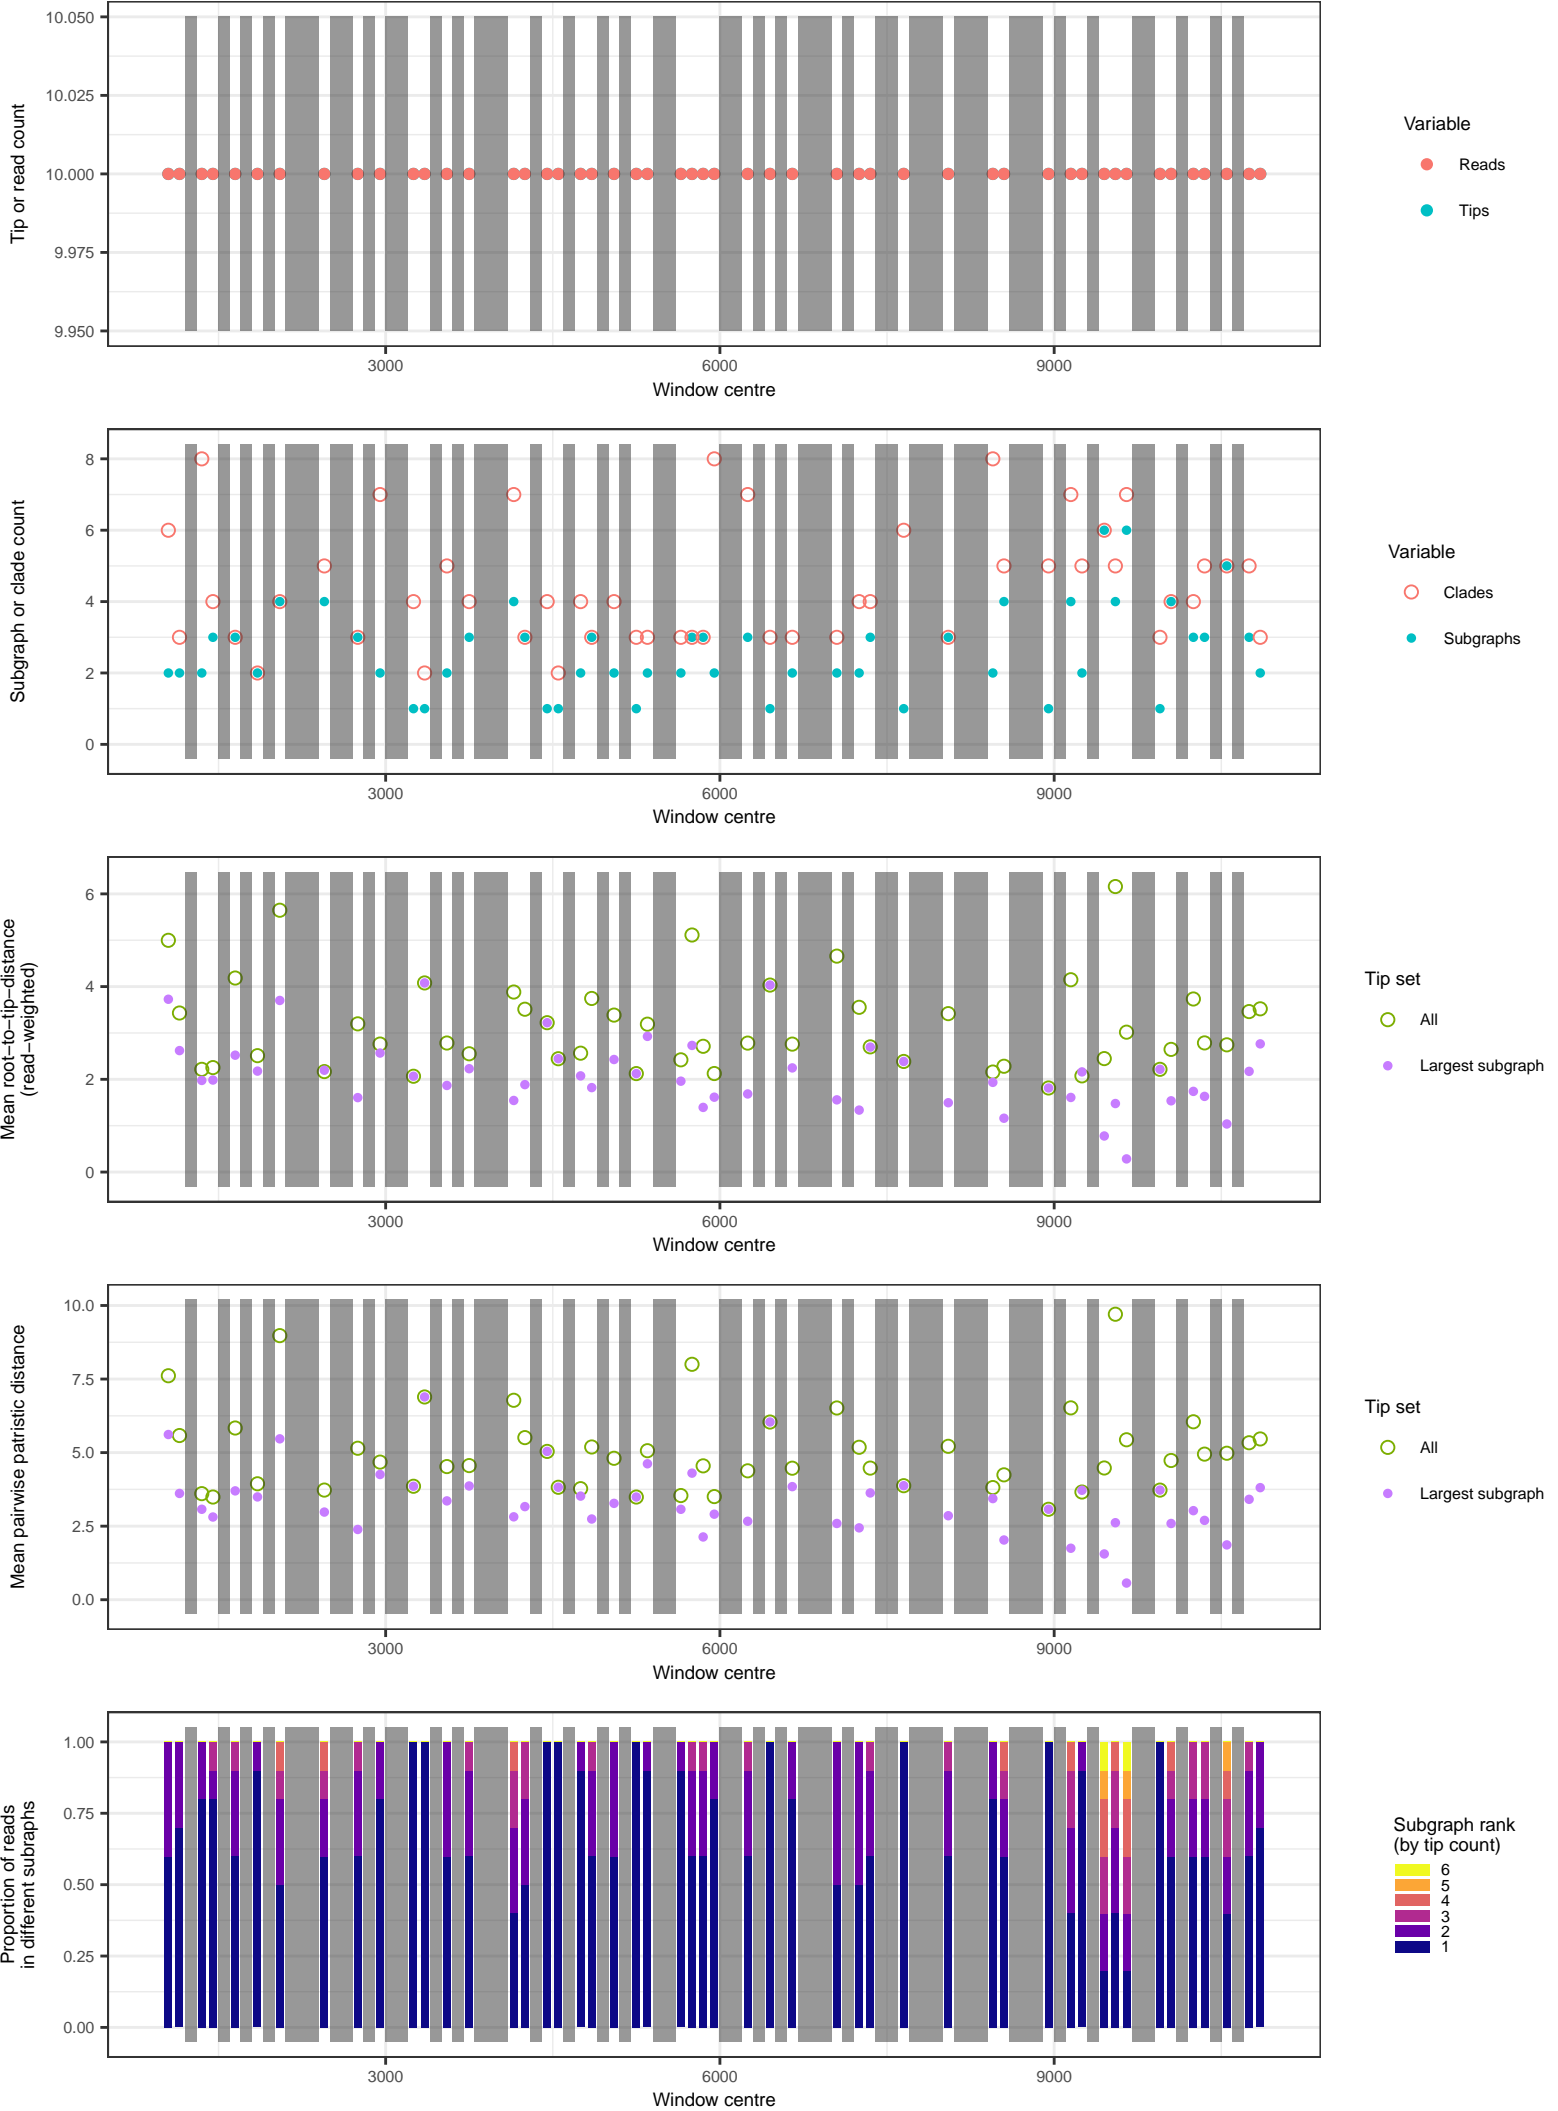 10.050
10.025
10.000
9.975
9.950
Tip or read count
3000 6000 9000
Window centre
Variable
Reads
Tips
8
6
4
2
0
Subgraph or clade count
3000 6000 9000
Window centre
Variable
Clades
Subgraphs
6
4
2
0
Mean root−to−tip−distance
(read−weighted)
3000 6000 9000
Window centre
Tip set
All
Largest subgraph
10.0
7.5
5.0
2.5
0.0
Mean pairwise patristic distance
3000 6000 9000
Window centre
Tip set
All
Largest subgraph
1.00
0.75
0.50
0.25
0.00
Proportion of reads
in different subraphs
3000 6000 9000
Window centre
Subgraph rank
(by tip count)
6
5
4
3
2
1